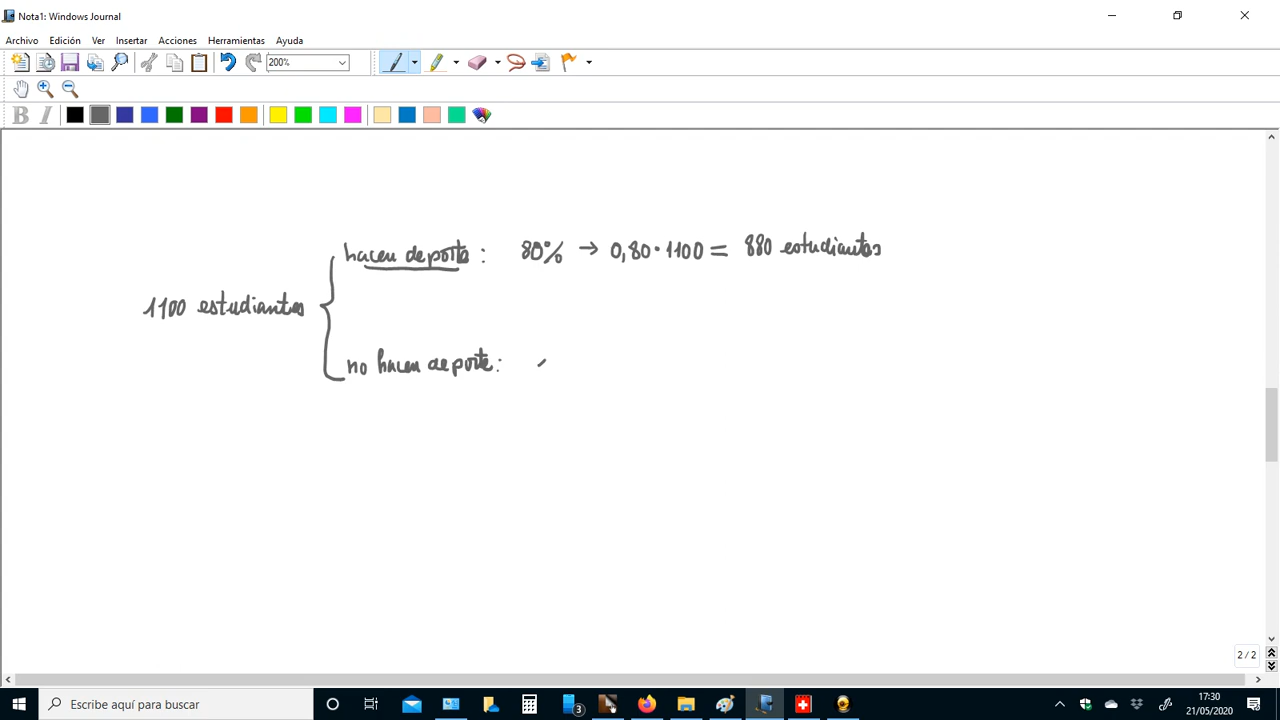 Nota1: Windows Journal
Archivo Edición Ver Insertar Acciones Herramientas Ayuda
200%
B I
hacen deporte : 80% → 0,80 · 1100 = 880 estudiantes
1100 estudiantes
no hacen deporte:
2 / 2
Escribe aquí para buscar
3
17:30
21/05/2020